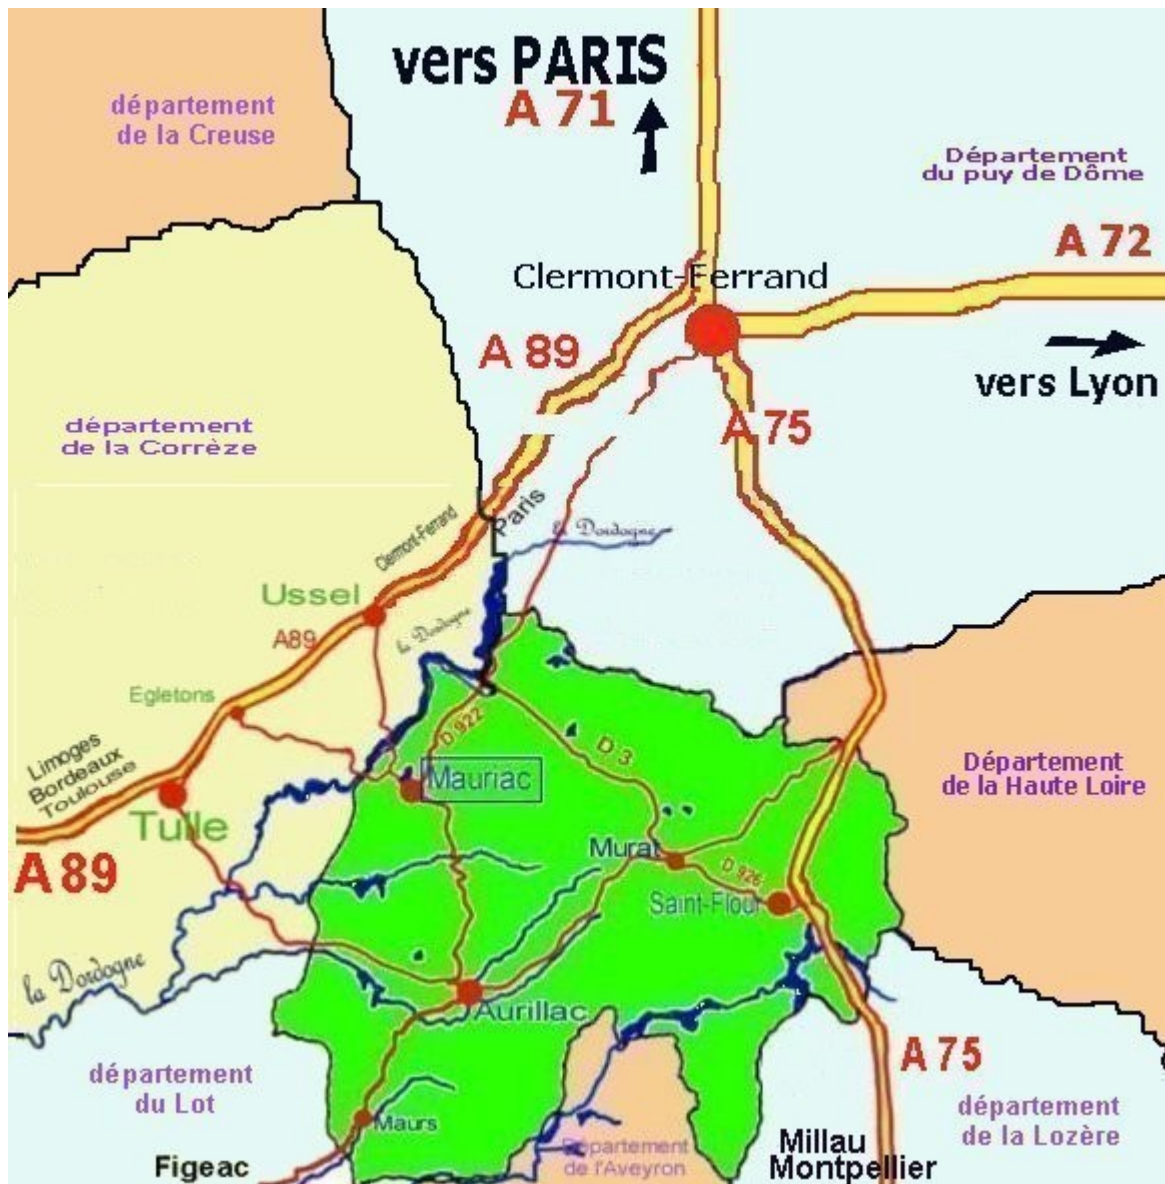 vers PARIS
A 71
département
de la Creuse
Département
du puy de Dôme
A 72
Clermont-Ferrand
A 89
vers Lyon
A 75
département
de la Corrèze
Paris
Clermont-Ferrand
la Dordogne
Ussel
la Dordogne
A89
Egletons
D 922
D 3
Limoges
Bordeaux
Toulouse
Mauriac
Département
de la Haute Loire
Tulle
A 89
Murat
D 926
Saint-Flour
la Dordogne
Aurillac
A 75
département
du Lot
département
de la Lozère
Maurs
Département
de l'Aveyron
Millau
Montpellier
Figeac